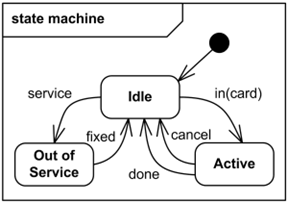 state machine
Idle
service
in(card)
fixed
cancel
Out of
Service
Active
done